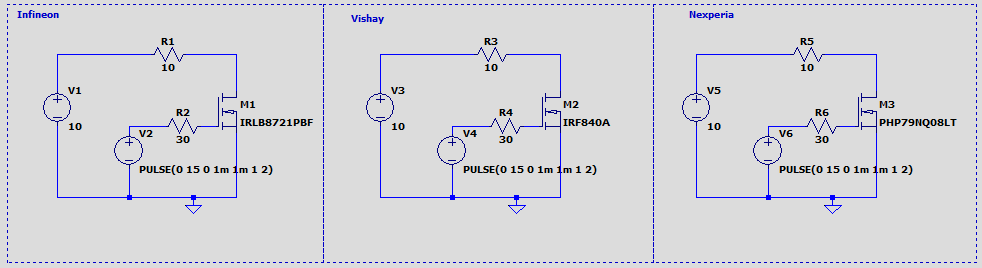 Infineon
R1
10
V1
10
R2
30
M1
IRLB8721PBF
V2
PULSE(0 15 0 1m 1m 1 2)
Vishay
R3
10
V3
10
R4
30
M2
IRF840A
V4
PULSE(0 15 0 1m 1m 1 2)
Nexperia
R5
10
V5
10
R6
30
M3
PHP79NQ08LT
V6
PULSE(0 15 0 1m 1m 1 2)